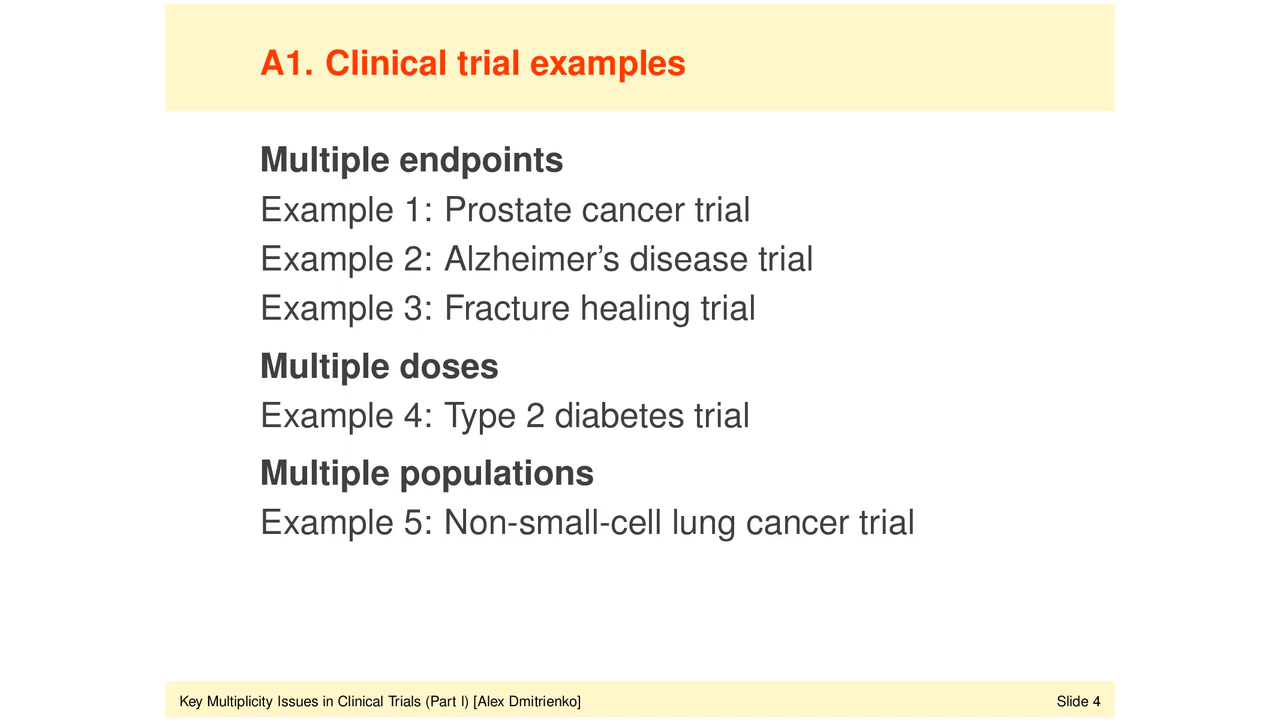 A1. Clinical trial examples
Multiple endpoints
Example 1: Prostate cancer trial
Example 2: Alzheimer’s disease trial
Example 3: Fracture healing trial
Multiple doses
Example 4: Type 2 diabetes trial
Multiple populations
Example 5: Non-small-cell lung cancer trial
Key Multiplicity Issues in Clinical Trials (Part I) [Alex Dmitrienko]
Slide 4